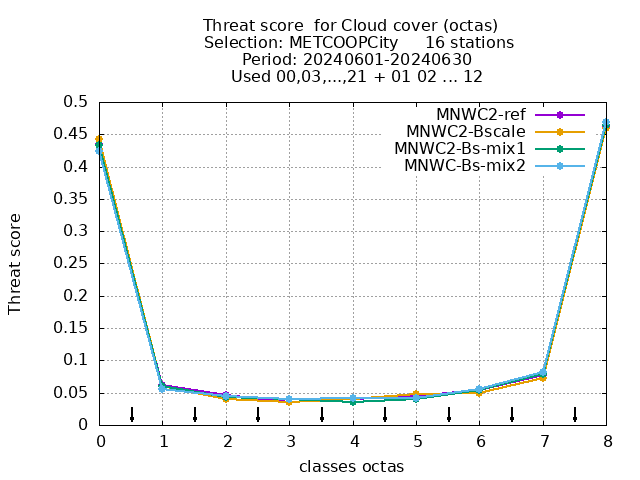 Threat score  for Cloud cover (octas)
Selection: METCOOPCity     16 stations
Period: 20240601-20240630
Used 00,03,...,21 + 01 02 ... 12
MNWC2-ref
MNWC2-Bscale
MNWC2-Bs-mix1
MNWC-Bs-mix2
0.5
0.45
0.4
0.35
0.3
0.25
0.2
0.15
0.1
0.05
0
Threat score
0 1 2 3 4 5 6 7 8
classes octas